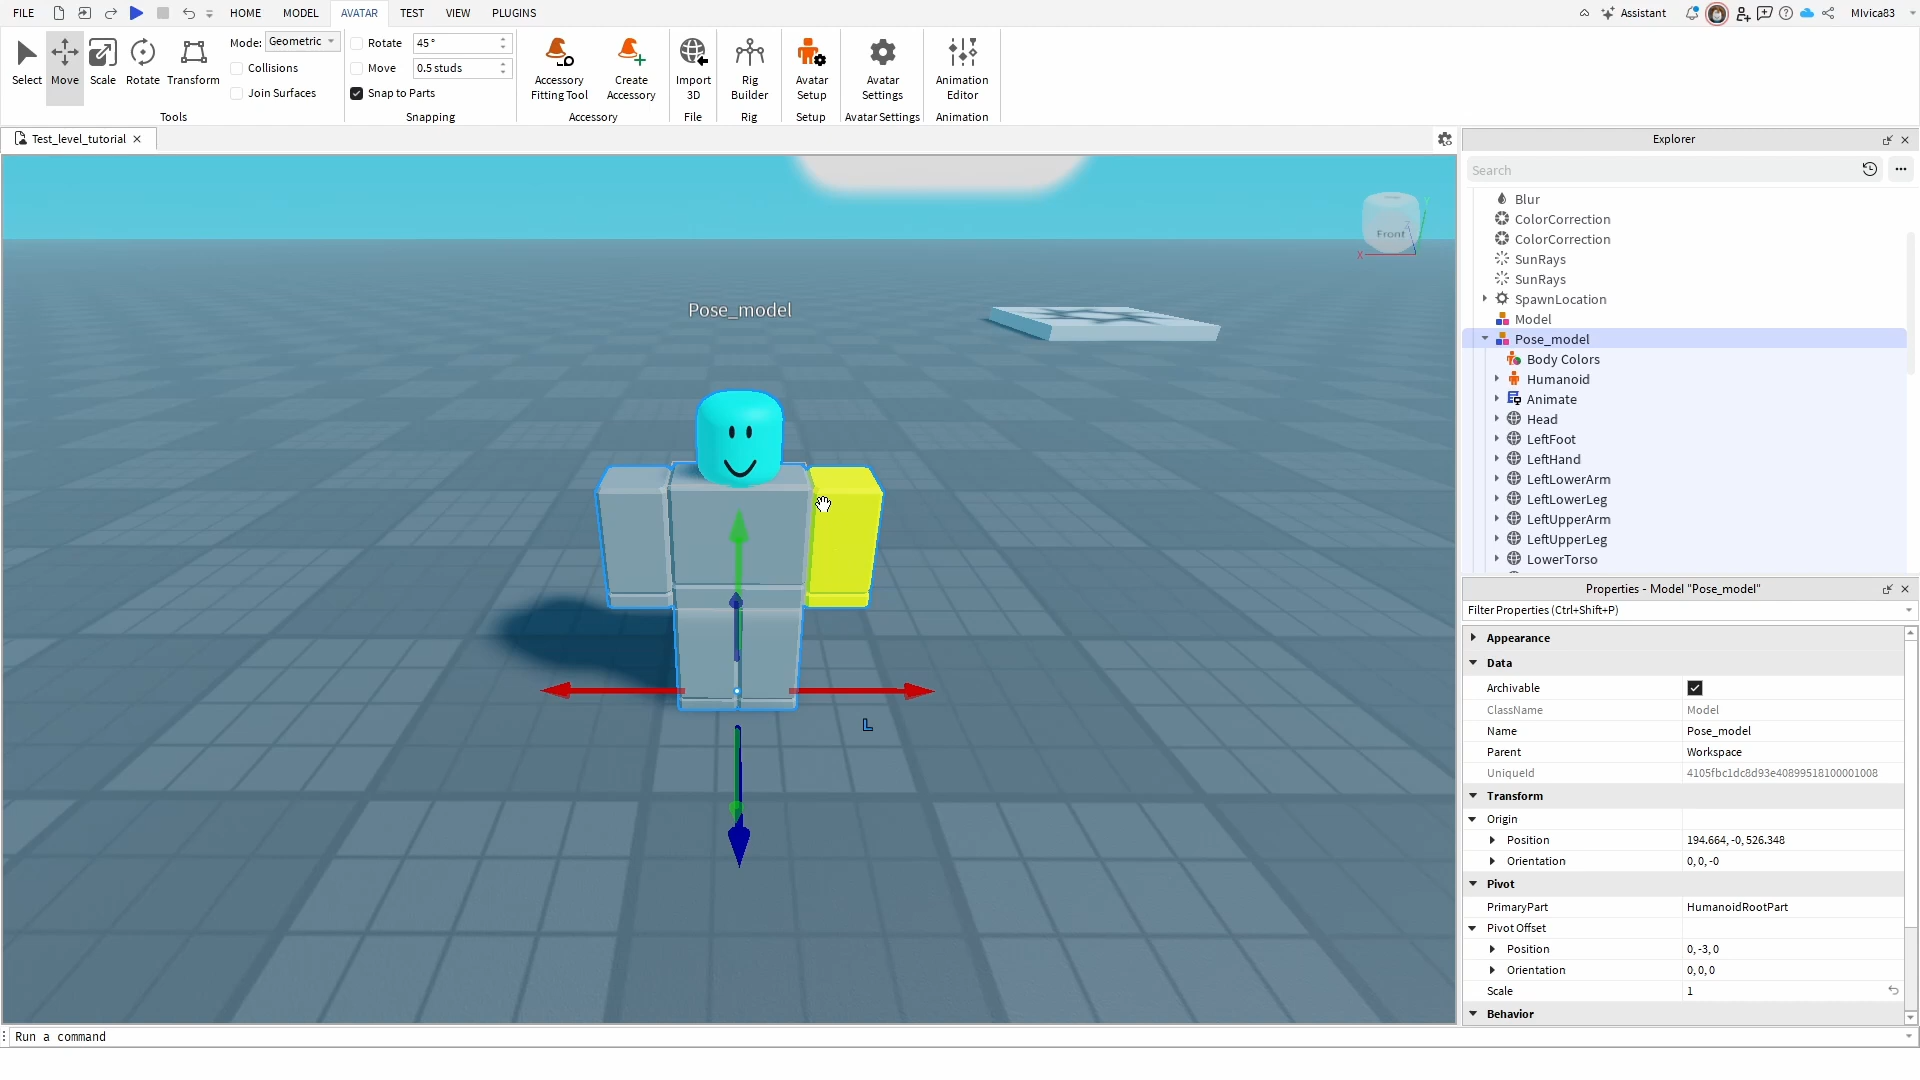 FILE HOME MODEL AVATAR TEST VIEW PLUGINS Assistant MIvica83
Select Move Scale Rotate Transform
Mode: Geometric
Collisions
Join Surfaces
Tools
Rotate 45°
Move 0.5 studs
Snap to Parts
Snapping
Accessory Fitting Tool
Create Accessory
Accessory
Import 3D
File
Rig Builder
Rig
Avatar Setup
Setup
Avatar Settings
Avatar Settings
Animation Editor
Animation
Test_level_tutorial
Front
X
Pose_model
L
Explorer
Search
Blur
ColorCorrection
ColorCorrection
SunRays
SunRays
SpawnLocation
Model
Pose_model
Body Colors
Humanoid
Animate
Head
LeftFoot
LeftHand
LeftLowerArm
LeftLowerLeg
LeftUpperArm
LeftUpperLeg
LowerTorso
Properties - Model "Pose_model"
Filter Properties (Ctrl+Shift+P)
Appearance
Data
Archivable
ClassName Model
Name Pose_model
Parent Workspace
UniqueId 4105fbc1dc8d93e40899518100001008
Transform
Origin
Position 194.664, -0, 526.348
Orientation 0, 0, -0
Pivot
PrimaryPart HumanoidRootPart
Pivot Offset
Position 0, -3, 0
Orientation 0, 0, 0
Scale 1
Behavior
Run a command